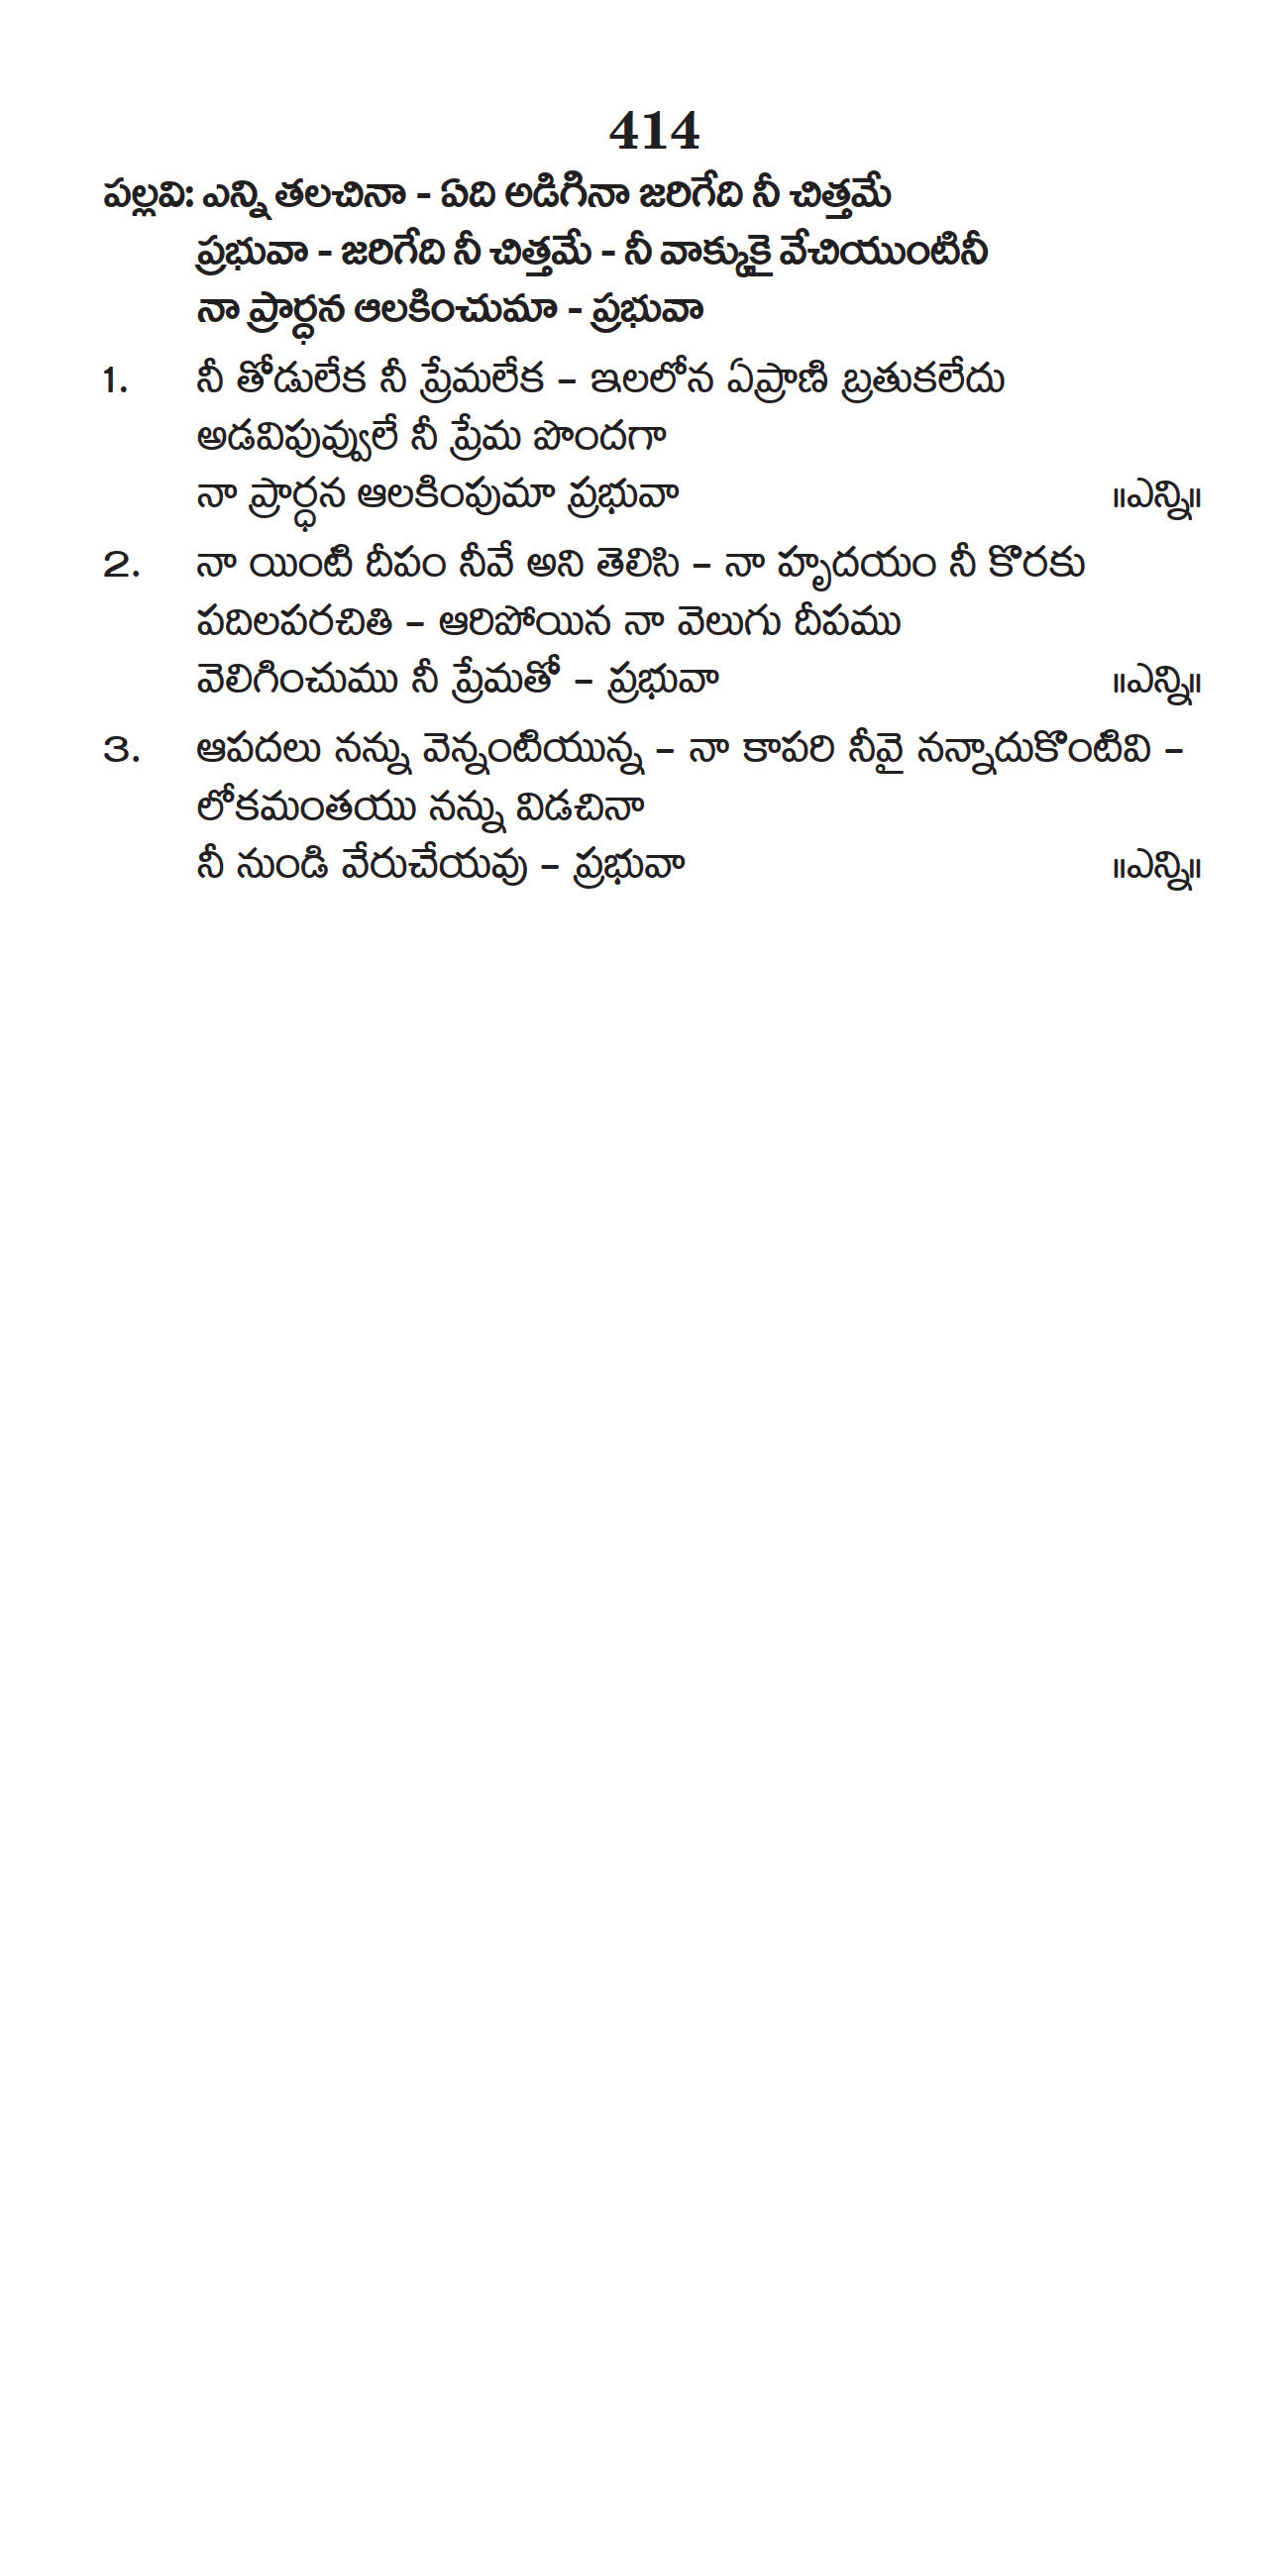 414
పల్లవి: ఎన్ని తలచినా - ఏది అడిగినా జరిగేది నీ చిత్తమే
ప్రభువా - జరిగేది నీ చిత్తమే - నీ వాక్కుకై వేచియుంటినీ
నా ప్రార్ధన ఆలకించుమా - ప్రభువా
1. నీ తోడులేక నీ ప్రేమలేక – ఇలలోన ఏప్రాణి బ్రతుకలేదు
అడవిపువ్వులే నీ ప్రేమ పొందగా
నా ప్రార్ధన ఆలకింపుమా ప్రభువా ॥ఎన్ని॥
2. నా యింటి దీపం నీవే అని తెలిసి – నా హృదయం నీ కొరకు
పదిలపరచితి – ఆరిపోయిన నా వెలుగు దీపము
వెలిగించుము నీ ప్రేమతో – ప్రభువా ॥ఎన్ని॥
3. ఆపదలు నన్ను వెన్నంటియున్న – నా కాపరి నీవై నన్నాదుకొంటివి –
లోకమంతయు నన్ను విడచినా
నీ నుండి వేరుచేయవు – ప్రభువా ॥ఎన్ని॥